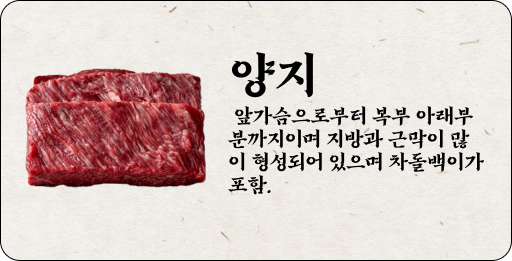 양지
앞가슴으로부터 복부 아래부
분까지이며 지방과 근막이 많
이 형성되어 있으며 차돌백이가
포함.